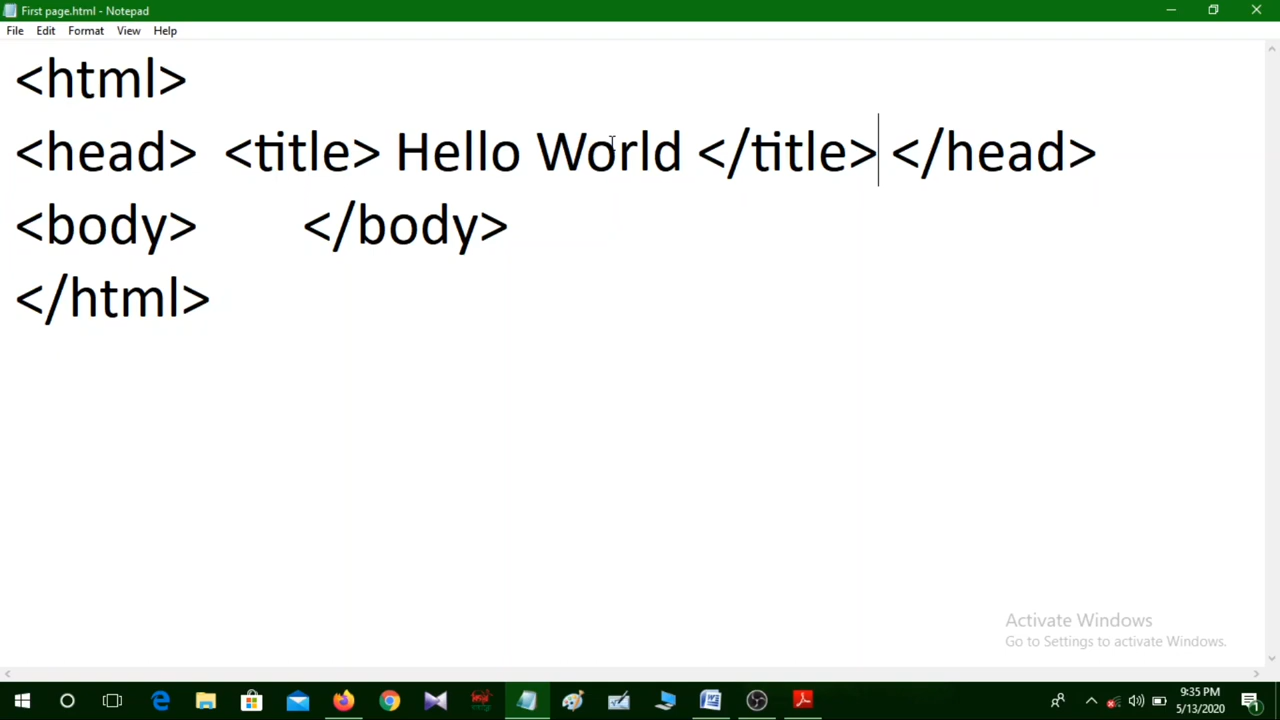 First page.html - Notepad
File Edit Format View Help
<html>
<head> <title> Hello World </title> </head>
<body> </body>
</html>
Activate Windows
Go to Settings to activate Windows.
9:35 PM
5/13/2020
1